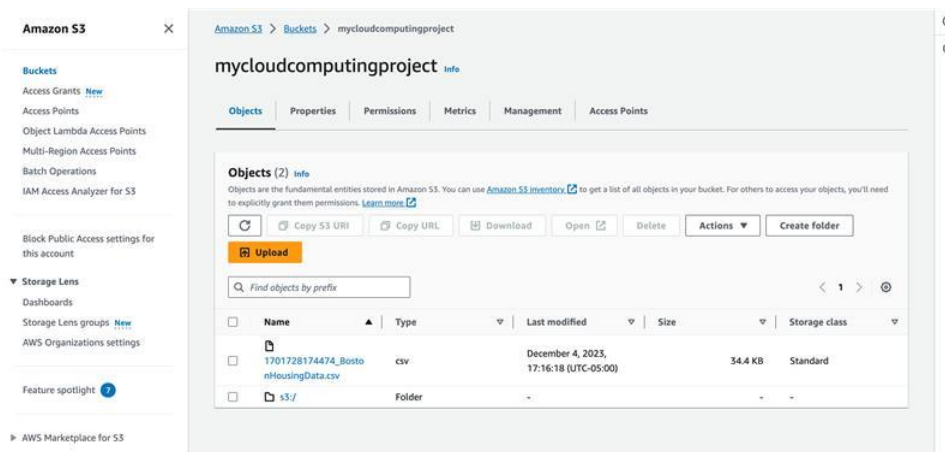 Amazon S3
Buckets
Access Grants New
Access Points
Object Lambda Access Points
Multi-Region Access Points
Batch Operations
IAM Access Analyzer for S3
Block Public Access settings for
this account
Storage Lens
Dashboards
Storage Lens groups New
AWS Organizations settings
Feature spotlight 7
AWS Marketplace for S3
Amazon S3 > Buckets > mycloudcomputingproject
mycloudcomputingproject Info
Objects Properties Permissions Metrics Management Access Points
Objects (2) Info
Objects are the fundamental entities stored in Amazon S3. You can use Amazon S3 inventory to get a list of all objects in your bucket. For others to access your objects, you'll need
to explicitly grant them permissions. Learn more
Copy S3 URI Copy URL Download Open Delete Actions Create folder
Upload
Find objects by prefix
1
Name Type Last modified Size Storage class
1701728174474_Bosto
nHousingData.csv
csv
December 4, 2023,
17:16:18 (UTC-05:00)
34.4 KB
Standard
s3:/ Folder - - -